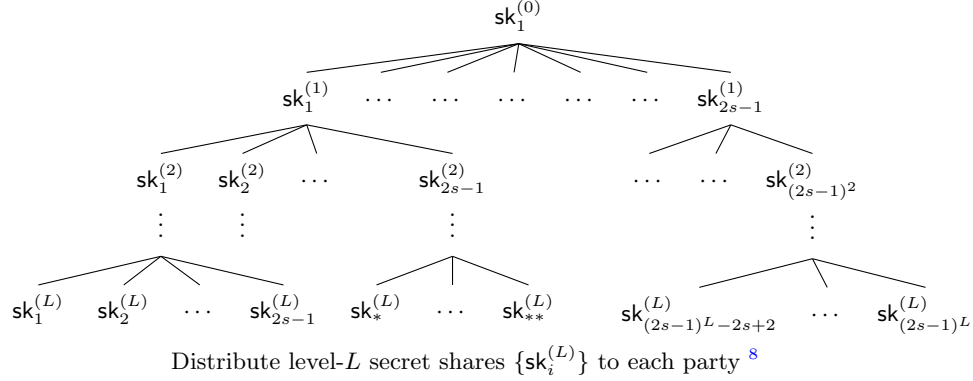 sk_1^{(0)}
sk_1^{(1)} ... ... ... ... ... sk_{2s-1}^{(1)}
sk_1^{(2)} sk_2^{(2)} ... sk_{2s-1}^{(2)} ... ... sk_{(2s-1)^2}^{(2)}
⋮ ⋮ ⋮ ⋮
sk_1^{(L)} sk_2^{(L)} ... sk_{2s-1}^{(L)} sk_*^{(L)} ... sk_{**}^{(L)} sk_{(2s-1)^L-2s+2}^{(L)} ... sk_{(2s-1)^L}^{(L)}
Distribute level-L secret shares {sk_i^{(L)}} to each party ^8